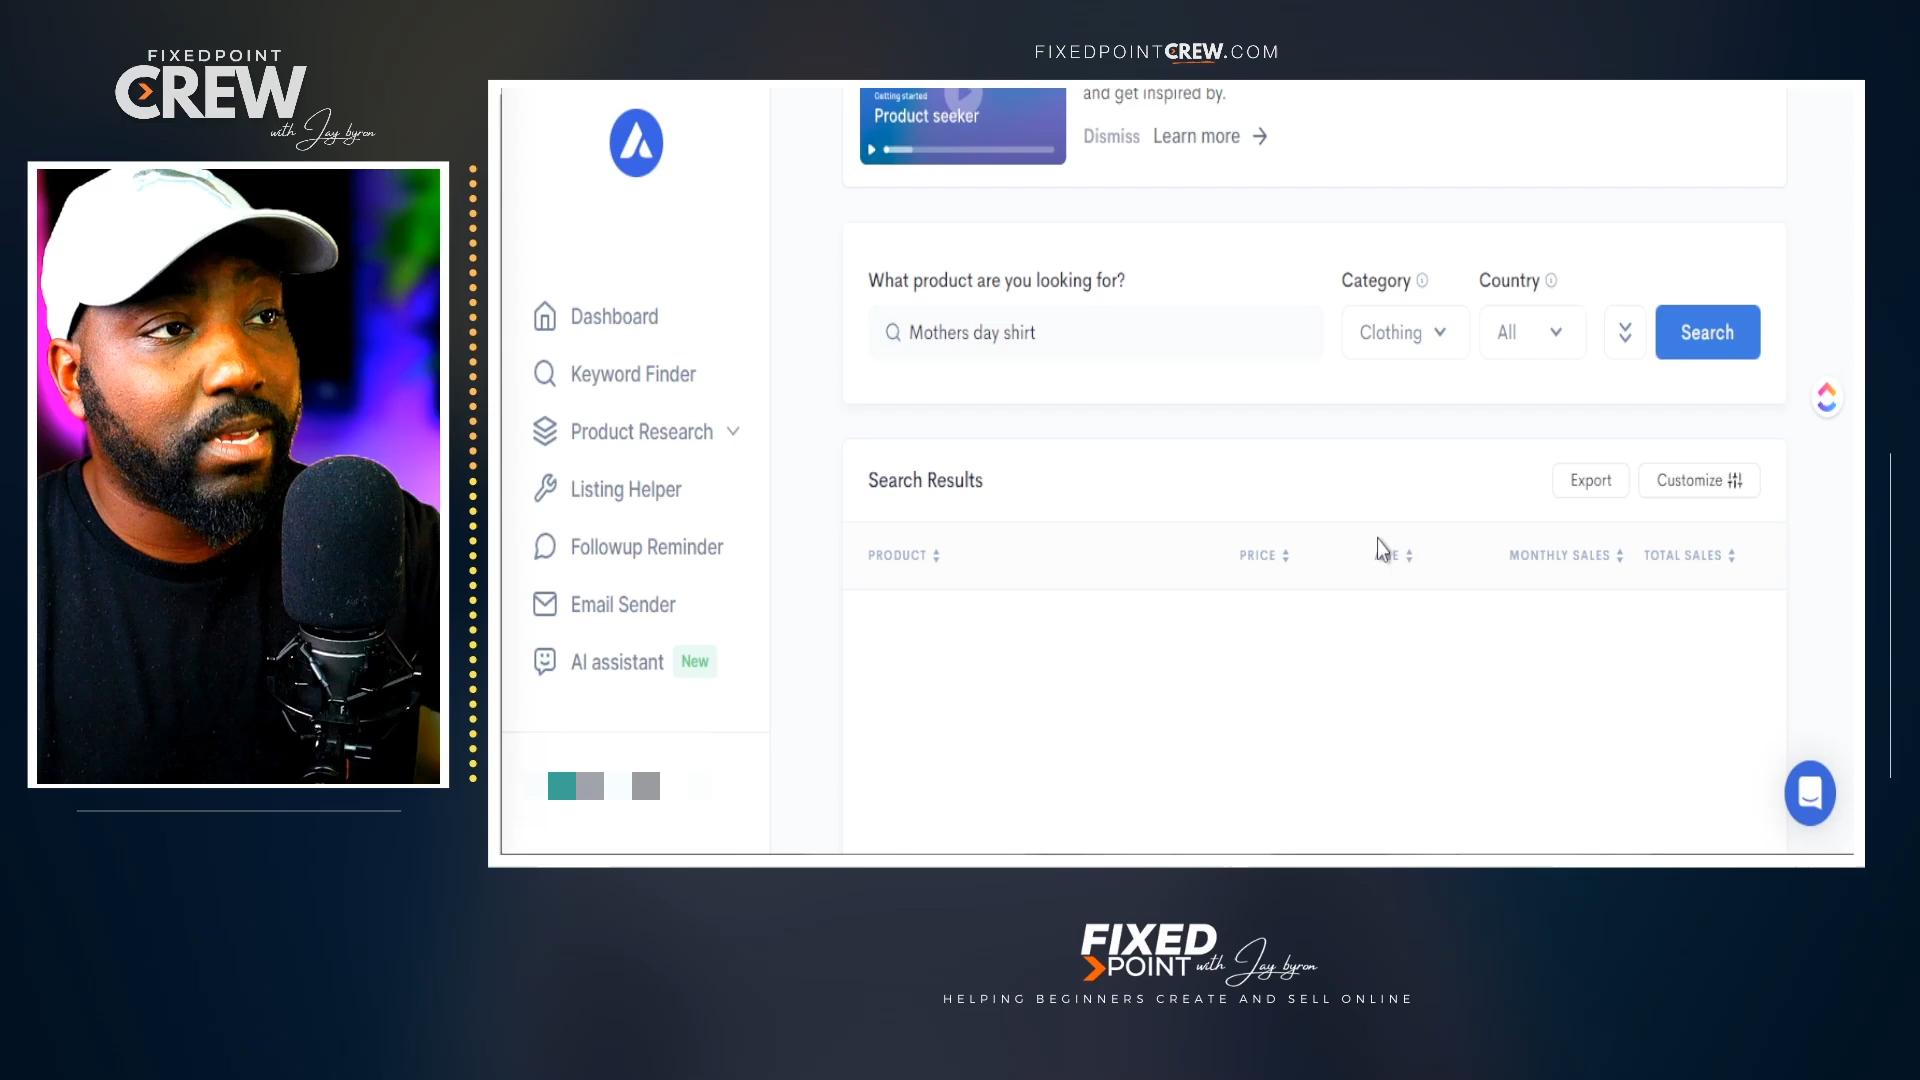 FIXEDPOINT
CREW
with Jay byron
FIXEDPOINTCREW.COM
Getting started
Product seeker
and get inspired by.
Dismiss Learn more
What product are you looking for?
Category
Country
Mothers day shirt
Clothing
All
Search
Dashboard
Keyword Finder
Product Research
Listing Helper
Followup Reminder
Email Sender
AI assistant New
Search Results
Export
Customize
PRODUCT
PRICE
MONTHLY SALES
TOTAL SALES
FIXED
POINT with Jay byron
HELPING BEGINNERS CREATE AND SELL ONLINE